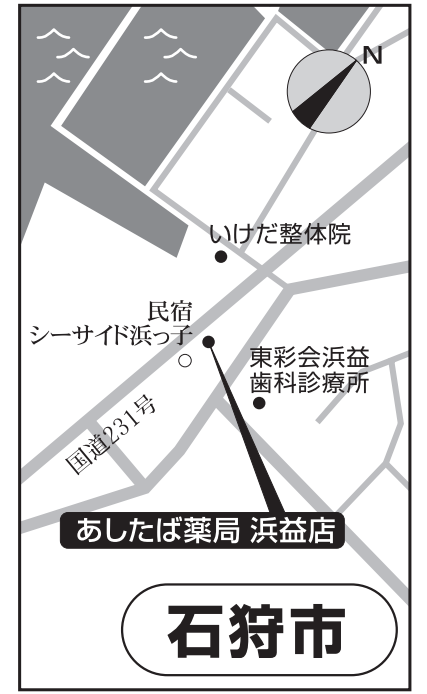 N
いけだ整体院
民宿
シーサイド浜っ子
東彩会浜益
歯科診療所
国道231号
あしたば薬局 浜益店
石狩市